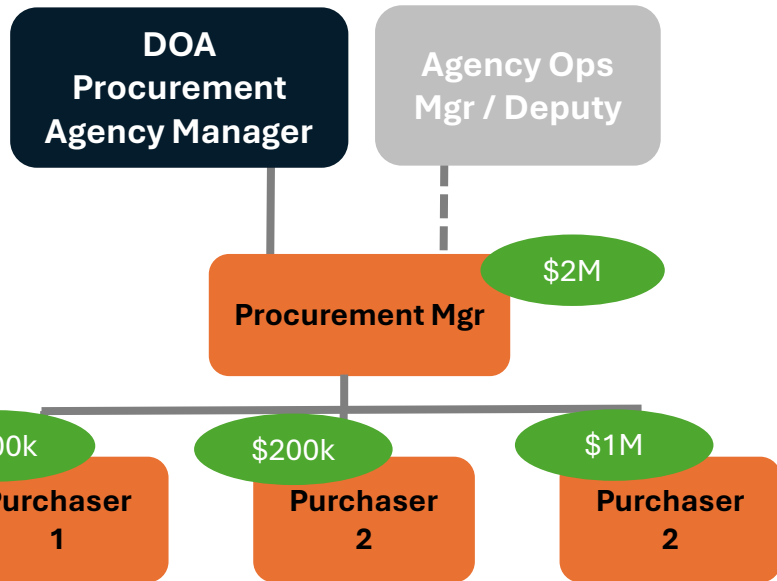 DOA
Procurement
Agency Manager
Agency Ops
Mgr / Deputy
$2M
Procurement Mgr
00k
$200k
$1M
Purchaser
1
Purchaser
2
Purchaser
2